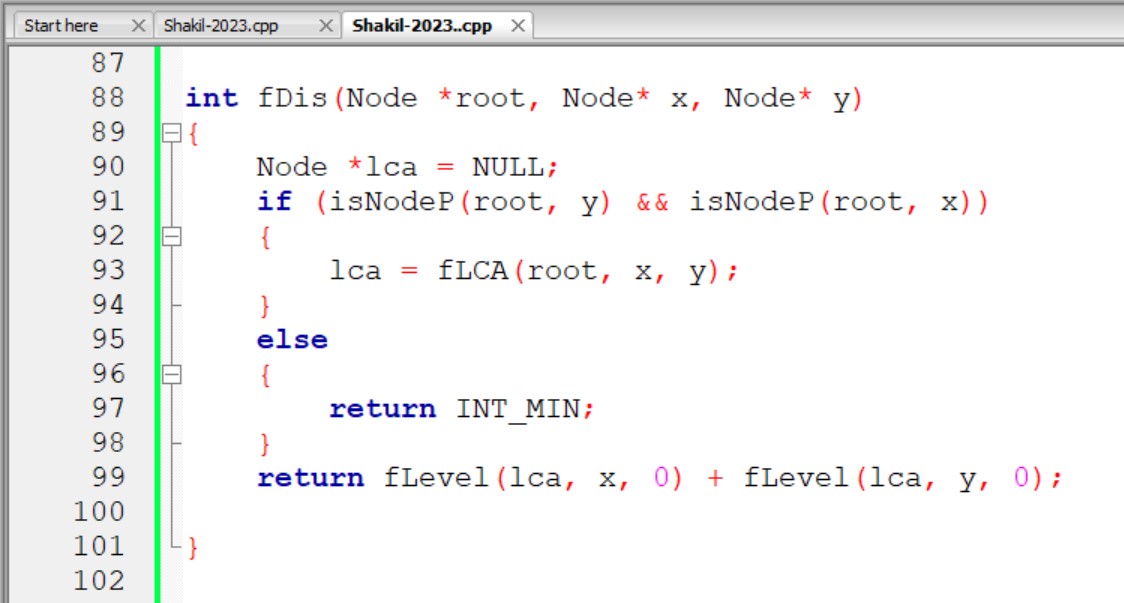 Start here Shakil-2023.cpp Shakil-2023..cpp
87
88 int fDis(Node *root, Node* x, Node* y)
89 {
90     Node *lca = NULL;
91     if (isNodeP(root, y) && isNodeP(root, x))
92     {
93         lca = fLCA(root, x, y);
94     }
95     else
96     {
97         return INT_MIN;
98     }
99     return fLevel(lca, x, 0) + fLevel(lca, y, 0);
100
101 }
102